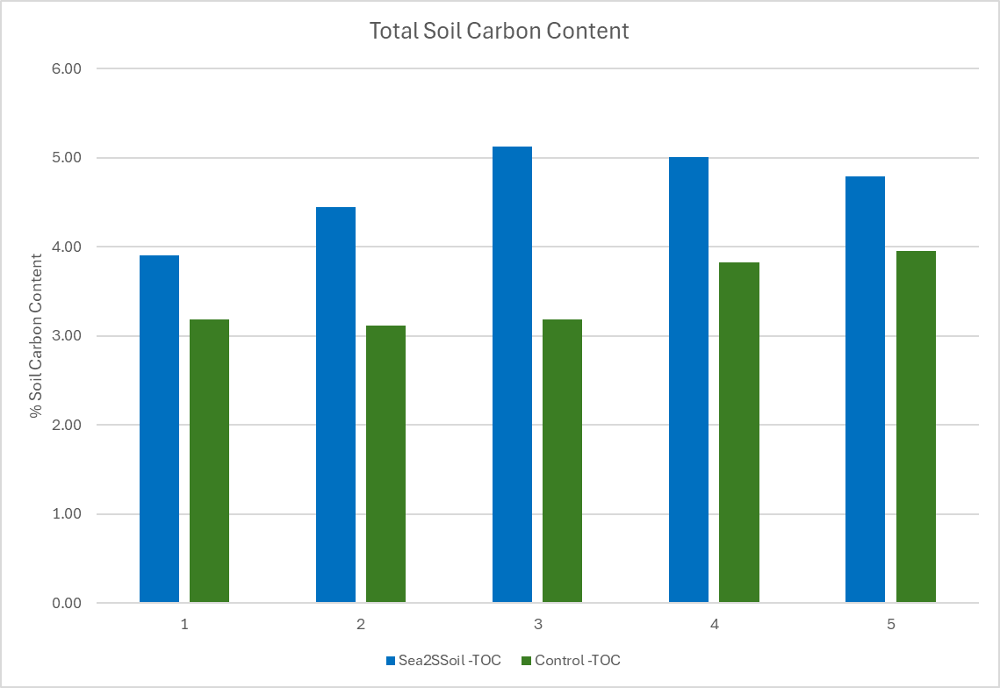 Total Soil Carbon Content
6.00
5.00
4.00
3.00
2.00
1.00
0.00
% Soil Carbon Content
1 2 3 4 5
Sea2SSoil -TOC Control -TOC